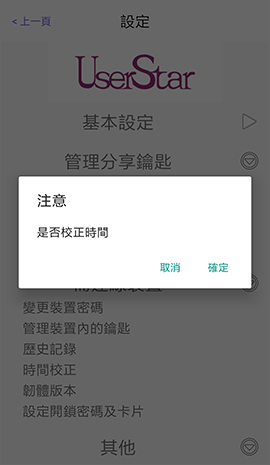 < 上一頁
設定
UserStar
基本設定
管理分享鑰匙
注意
是否校正時間
取消
確定
變更裝置密碼
管理裝置內的鑰匙
歷史記錄
時間校正
韌體版本
設定開鎖密碼及卡片
其他